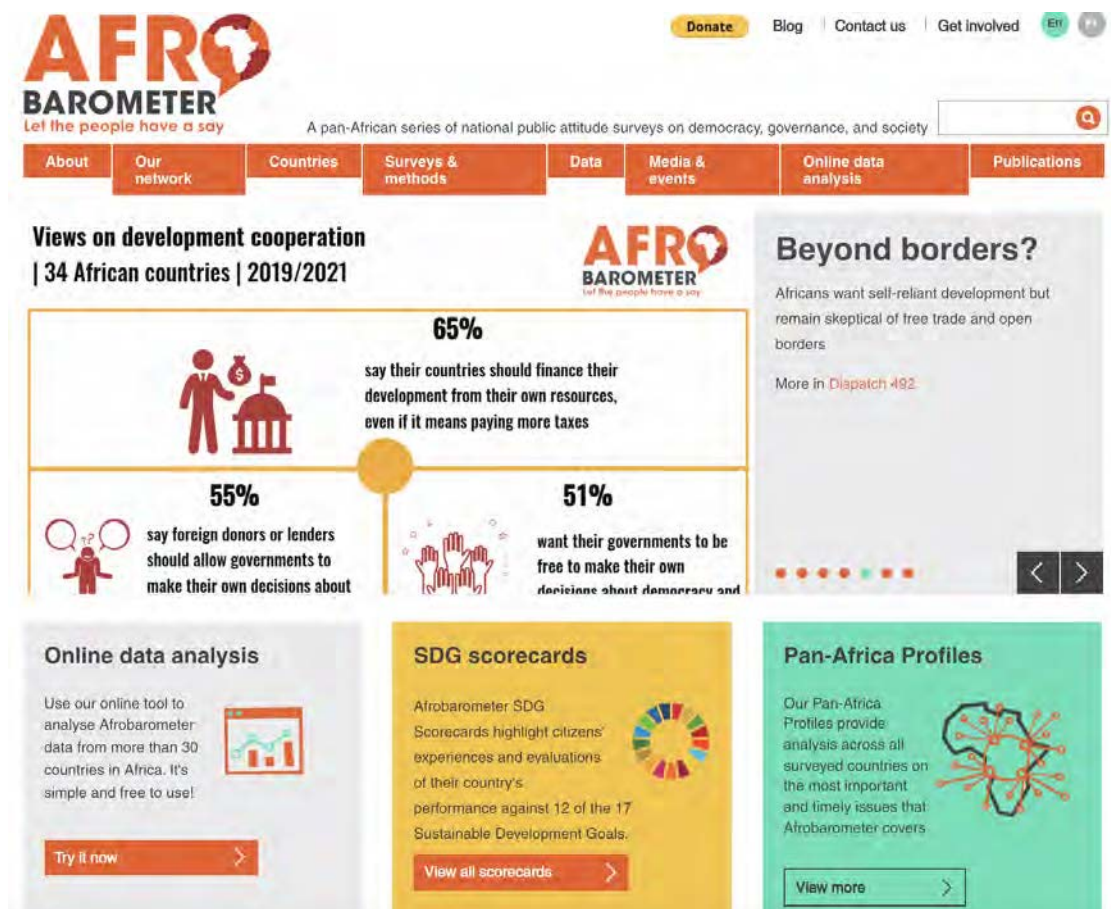 AFRO
BAROMETER
Let the people have a say
Donate
Blog
Contact us
Get involved
En
A pan-African series of national public attitude surveys on democracy, governance, and society
About
Our
network
Countries
Surveys &
methods
Data
Media &
events
Online data
analysis
Publications
Views on development cooperation
| 34 African countries | 2019/2021
AFRO
BAROMETER
Let the people have a say
65%
say their countries should finance their
development from their own resources,
even if it means paying more taxes
55%
say foreign donors or lenders
should allow governments to
make their own decisions about
51%
want their governments to be
free to make their own
decisions about democracy and
Beyond borders?
Africans want self-reliant development but
remain skeptical of free trade and open
borders
More in Dispatch 492.
Online data analysis
Use our online tool to
analyse Afrobarometer
data from more than 30
countries in Africa. It's
simple and free to use!
Try it now
SDG scorecards
Afrobarometer SDG
Scorecards highlight citizens'
experiences and evaluations
of their country's
performance against 12 of the 17
Sustainable Development Goals.
View all scorecards
Pan-Africa Profiles
Our Pan-Africa
Profiles provide
analysis across all
surveyed countries on
the most important
and timely issues that
Afrobarometer covers
View more